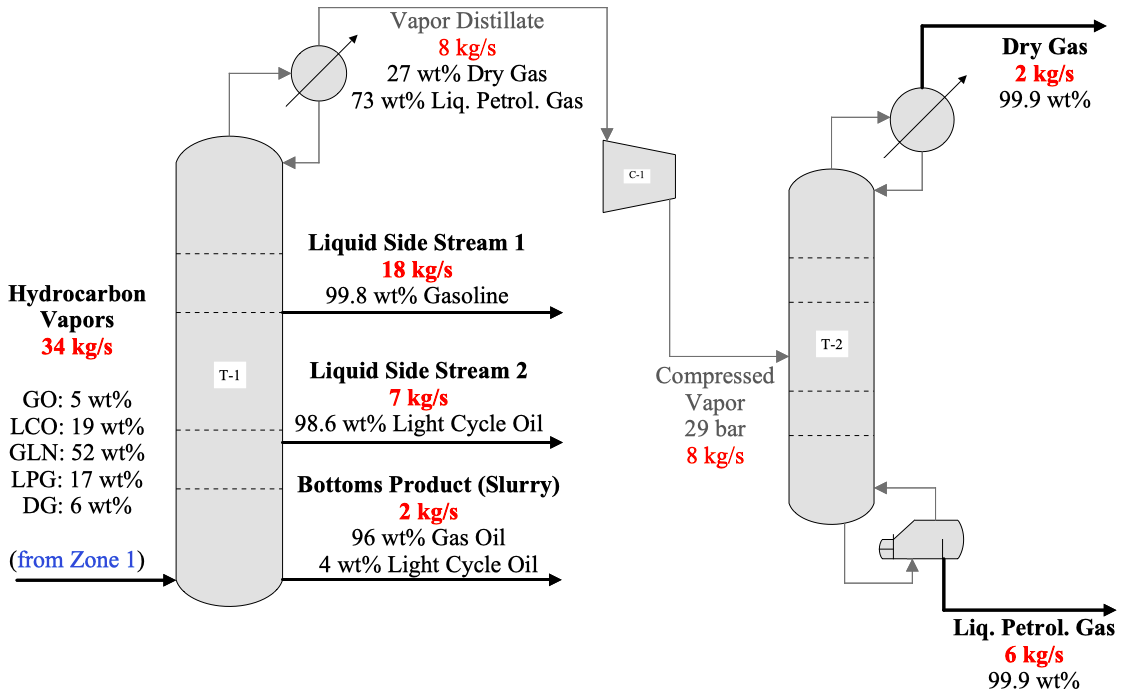 Vapor Distillate
8 kg/s
27 wt% Dry Gas
73 wt% Liq. Petrol. Gas
Dry Gas
2 kg/s
99.9 wt%
C-1
Liquid Side Stream 1
18 kg/s
99.8 wt% Gasoline
Hydrocarbon
Vapors
34 kg/s
GO: 5 wt%
LCO: 19 wt%
GLN: 52 wt%
LPG: 17 wt%
DG: 6 wt%
(from Zone 1)
T-1
Liquid Side Stream 2
7 kg/s
98.6 wt% Light Cycle Oil
Bottoms Product (Slurry)
2 kg/s
96 wt% Gas Oil
4 wt% Light Cycle Oil
T-2
Compressed
Vapor
29 bar
8 kg/s
Liq. Petrol. Gas
6 kg/s
99.9 wt%